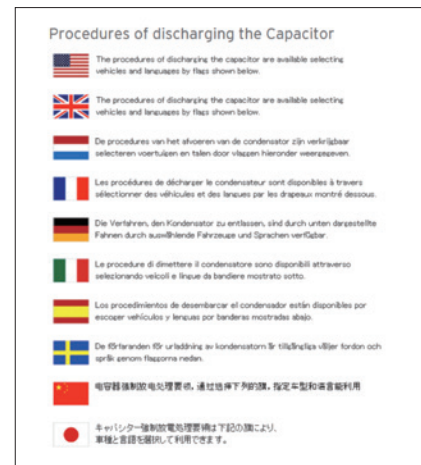 Procedures of discharging the Capacitor
The procedures of discharging the capacitor are available selecting
vehicles and languages by flags shown below.
The procedures of discharging the capacitor are available selecting
vehicles and languages by flags shown below.
De procedures van het afvoeren van de condensator zijn verkrijgbaar
selecteren voertuigen en talen door vlaggen hieronder weergegeven.
Les procédures de décharger le condensateur sont disponibles à travers
sélectionner des véhicules et des langues par les drapeaux montré dessous.
Die Verfahren, den Kondensator zu entlassen, sind durch unten dargestellte
Fahnen durch auswählende Fahrzeuge und Sprachen verfügbar.
Le procedure di dimettere il condensatore sono disponibili attraverso
selezionando veicoli e lingue da bandiere mostrato sotto.
Los procedimientos de desembarcar el condensador están disponibles por
escoger vehículos y lenguas por banderas mostradas abajo.
De förfaranden för urladdning av kondensatorn är tillgängliga väljer fordon och
språk genom flaggorna nedan.
电容器强制放电处理要领，通过选择下列的旗，指定车型和语言能利用
キャパシター強制放電処理要領は下記の旗により、
車種と言語を選択して利用できます。